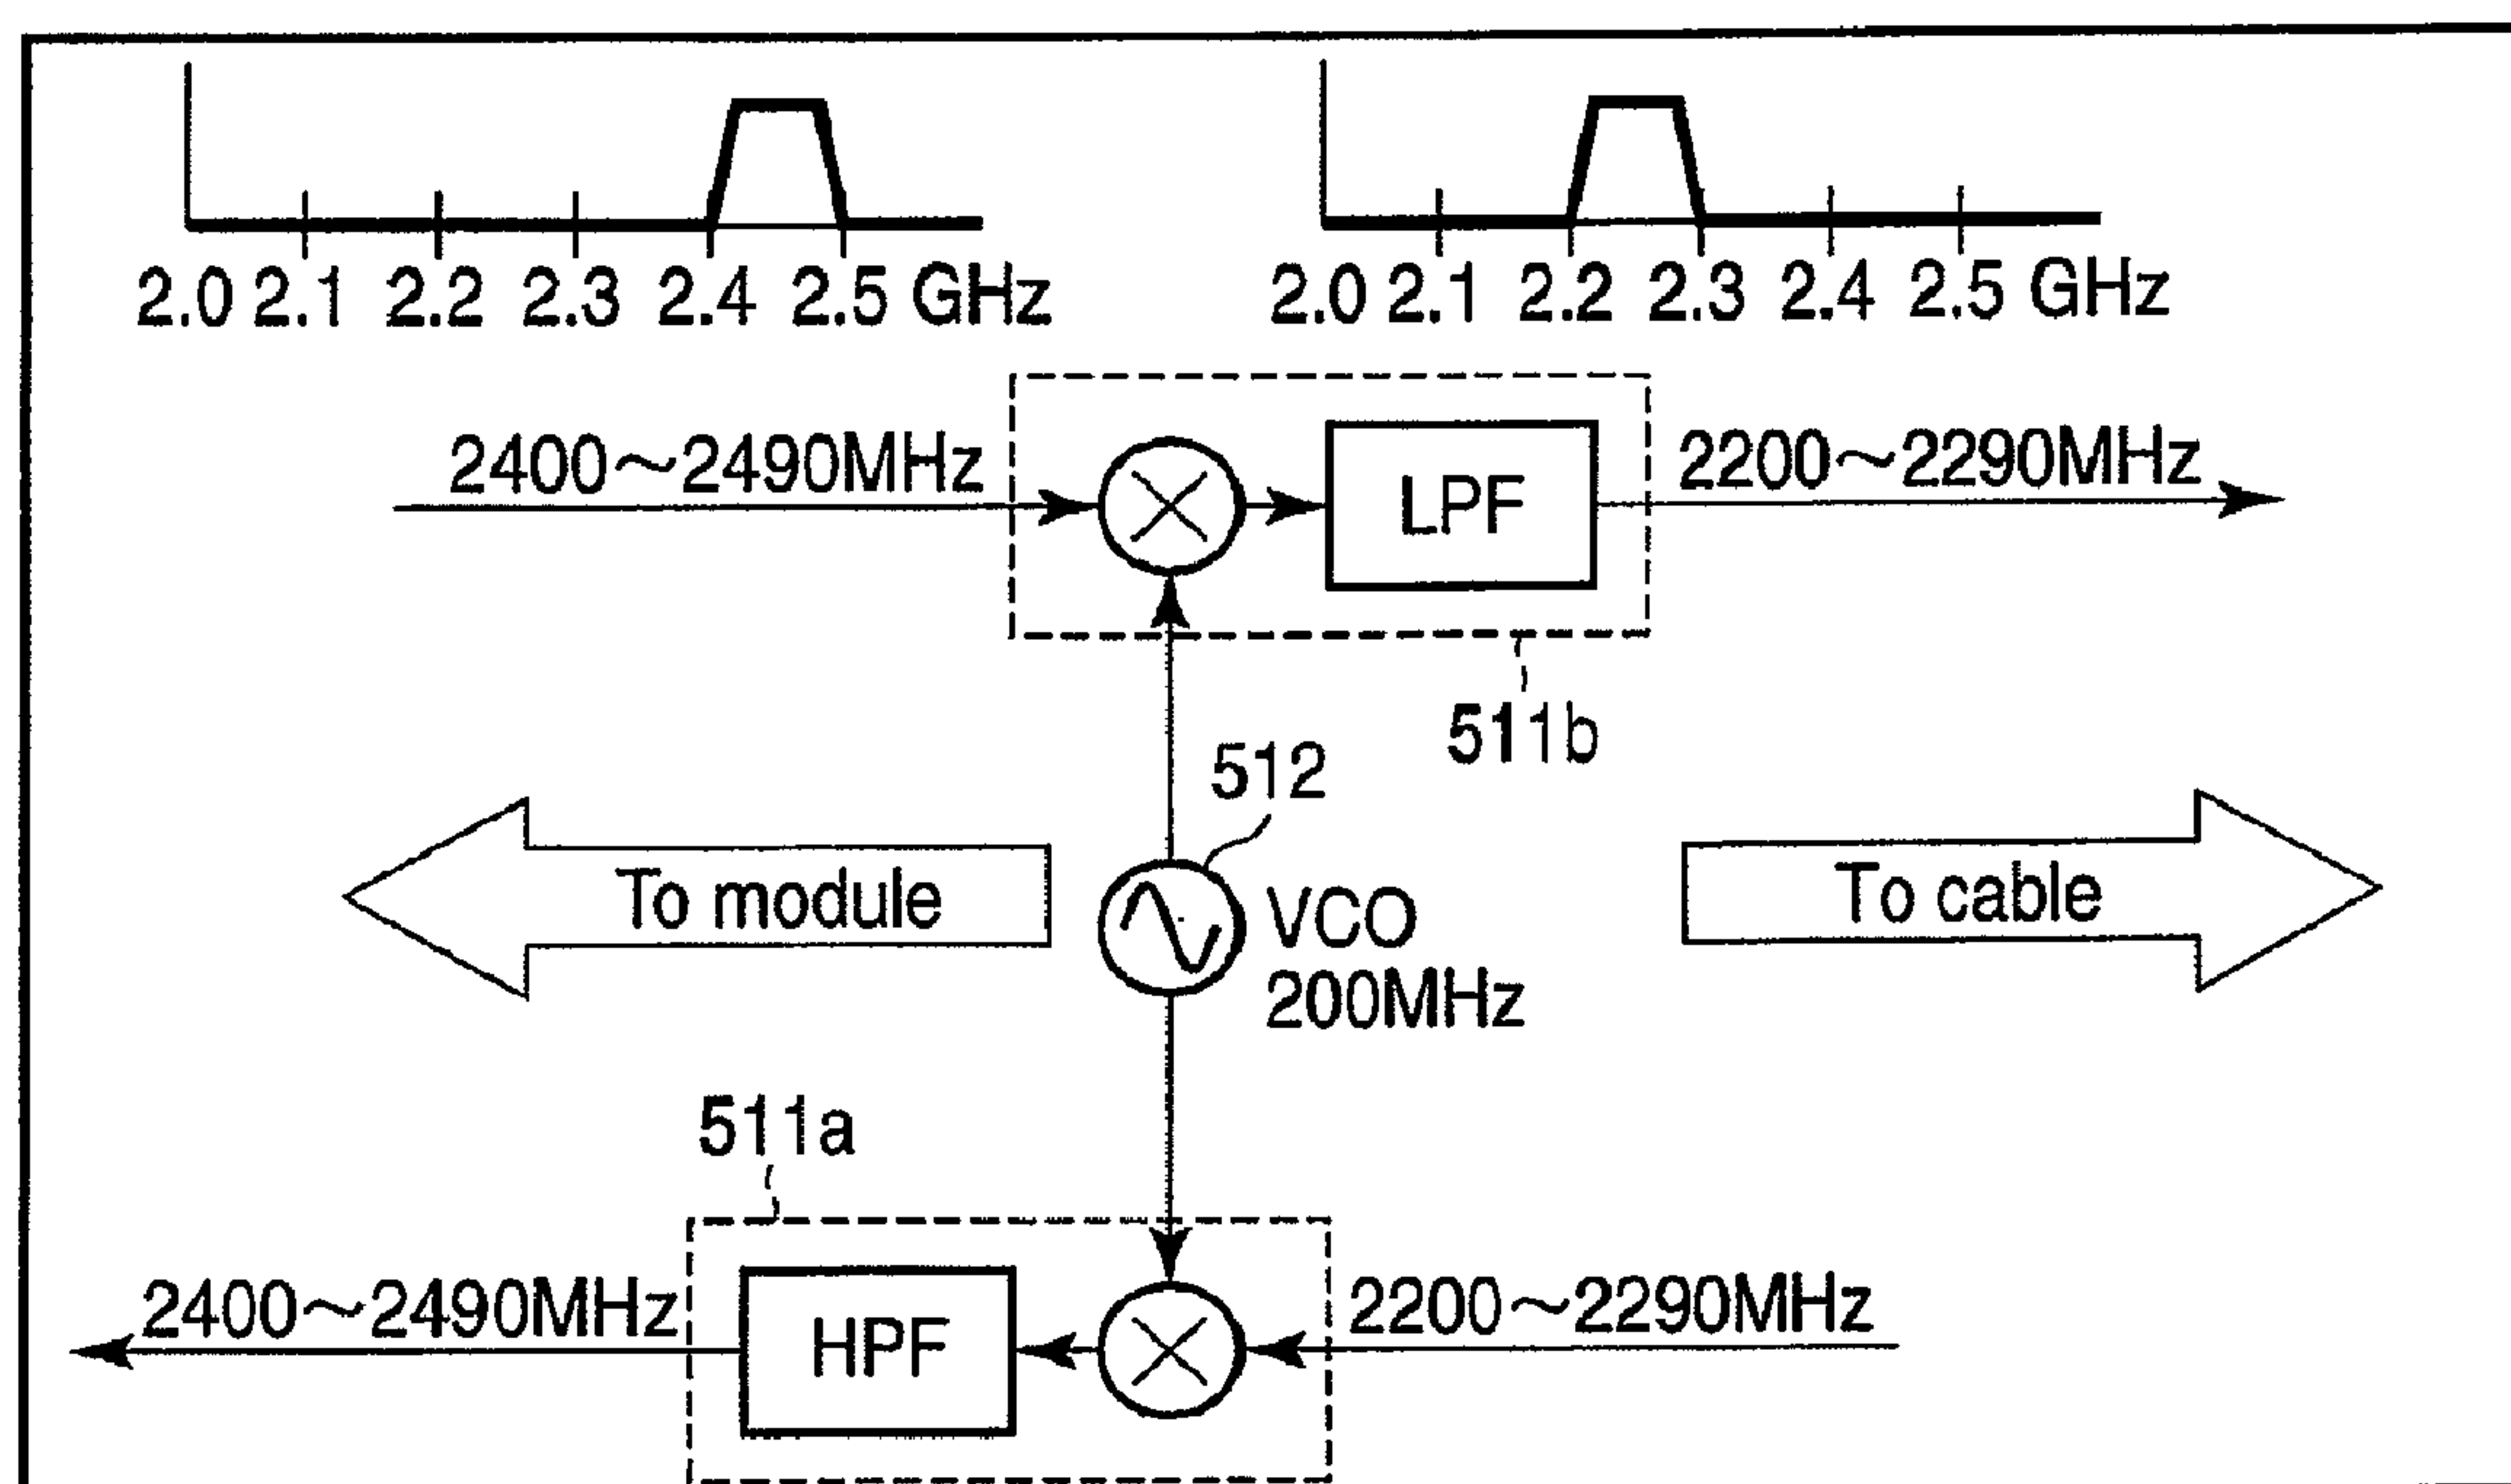 2.0 2.1 2.2 2.3 2.4 2.5 GHz
2.0 2.1 2.2 2.3 2.4 2.5 GHz
2400~2490MHz
LPF
2200~2290MHz
511b
512
To module
VCO
200MHz
To cable
511a
2400~2490MHz
HPF
2200~2290MHz